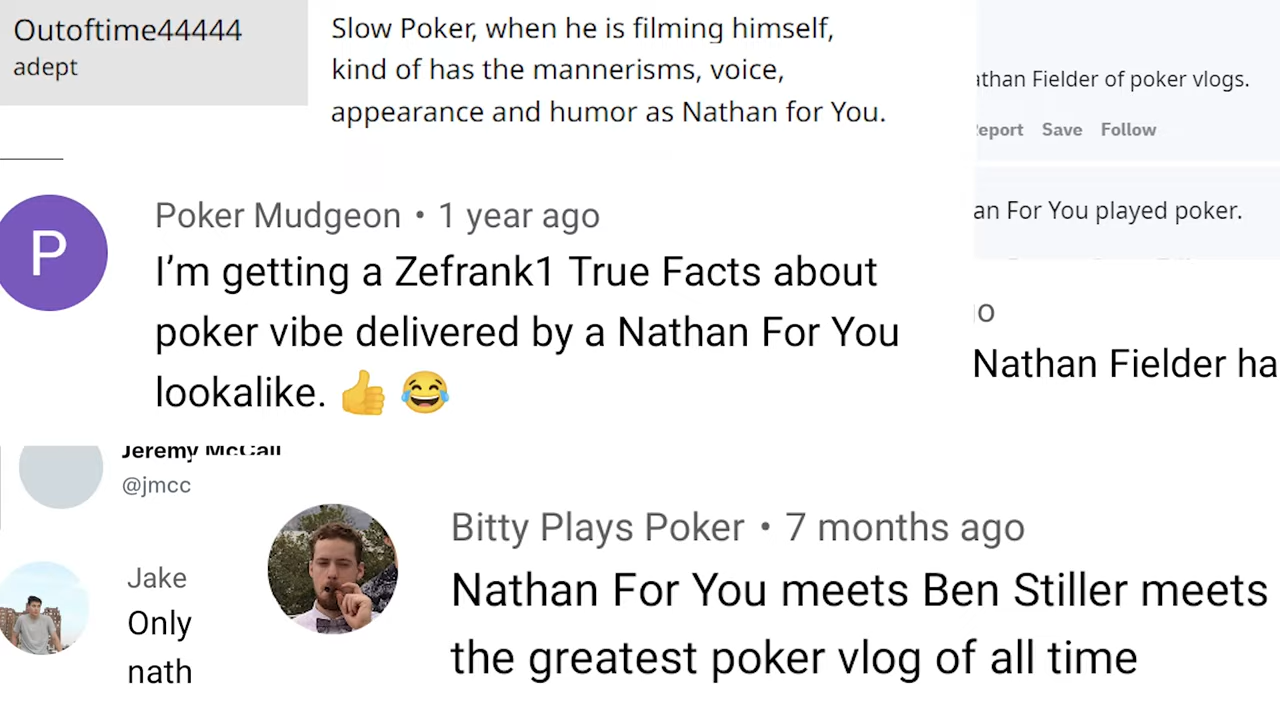 Outoftime44444
adept
Slow Poker, when he is filming himself,
kind of has the mannerisms, voice,
appearance and humor as Nathan for You.
athan Fielder of poker vlogs.
eport Save Follow
an For You played poker.
P
Poker Mudgeon • 1 year ago
I’m getting a Zefrank1 True Facts about
poker vibe delivered by a Nathan For You
lookalike. 👍 😂
o
Nathan Fielder ha
Jeremy McCall
@jmcc
Jake
Only
nath
Bitty Plays Poker • 7 months ago
Nathan For You meets Ben Stiller meets
the greatest poker vlog of all time